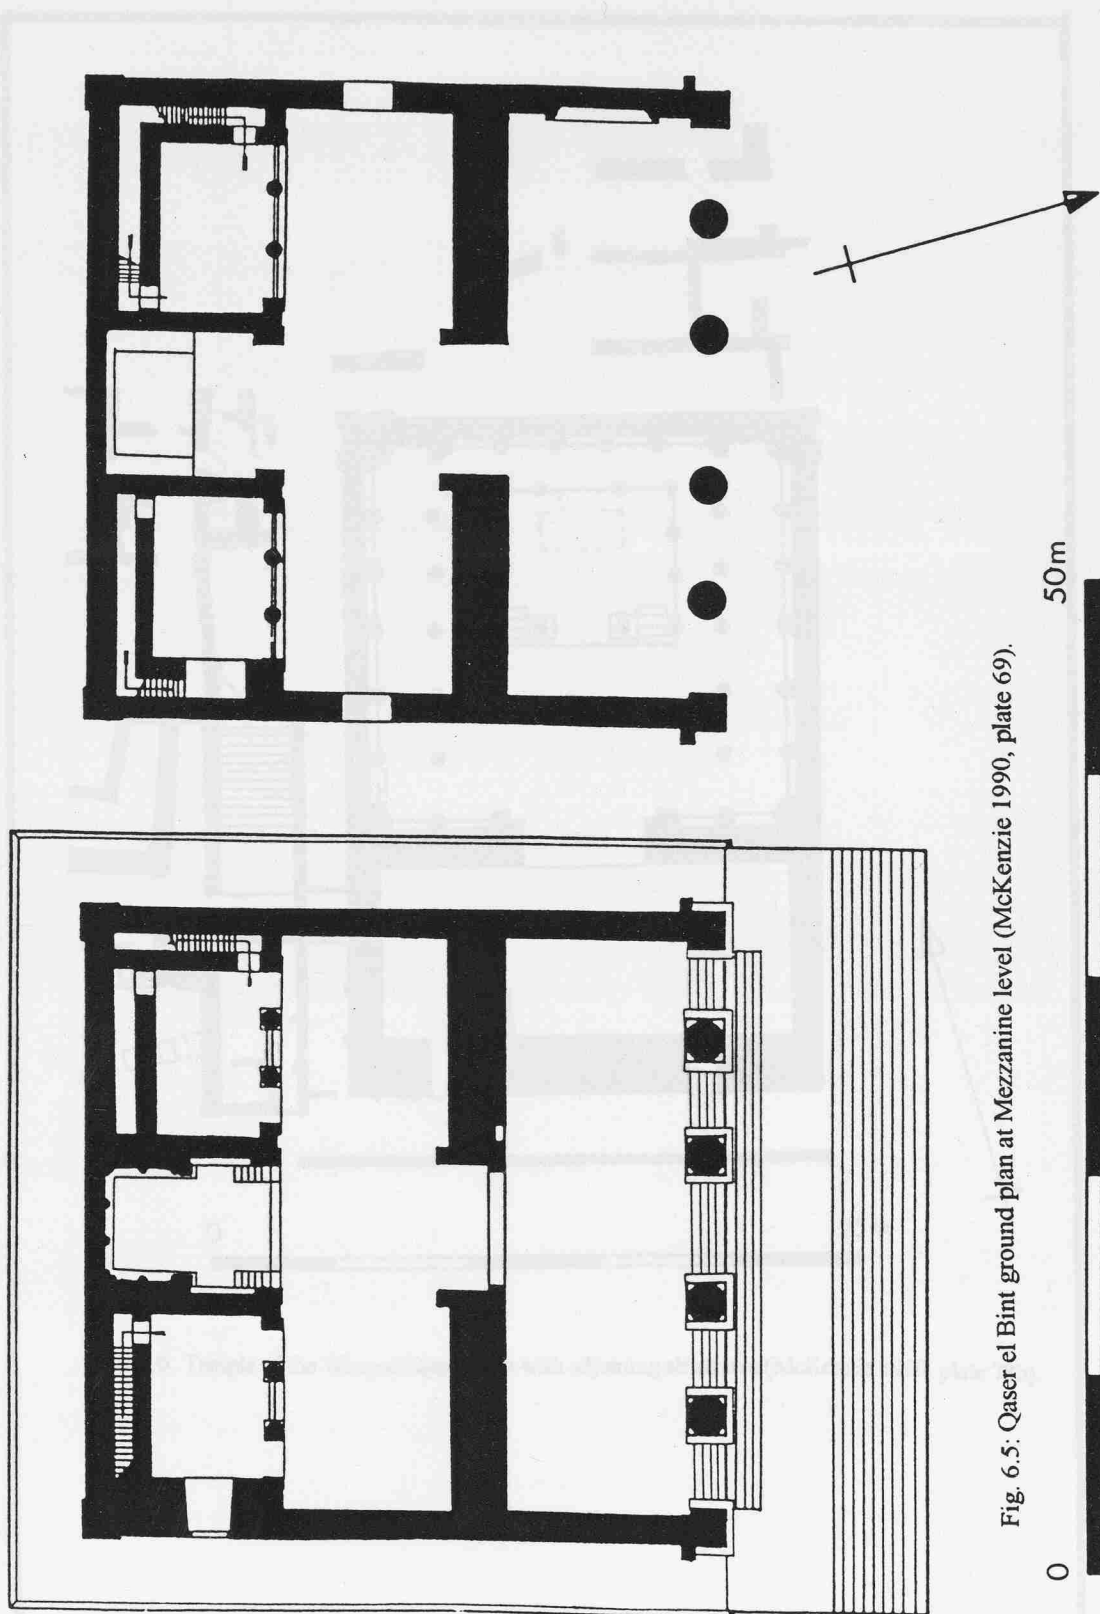 Fig. 6.5: Qaser el Bint ground plan at Mezzanine level (McKenzie 1990, plate 69).
0
50m